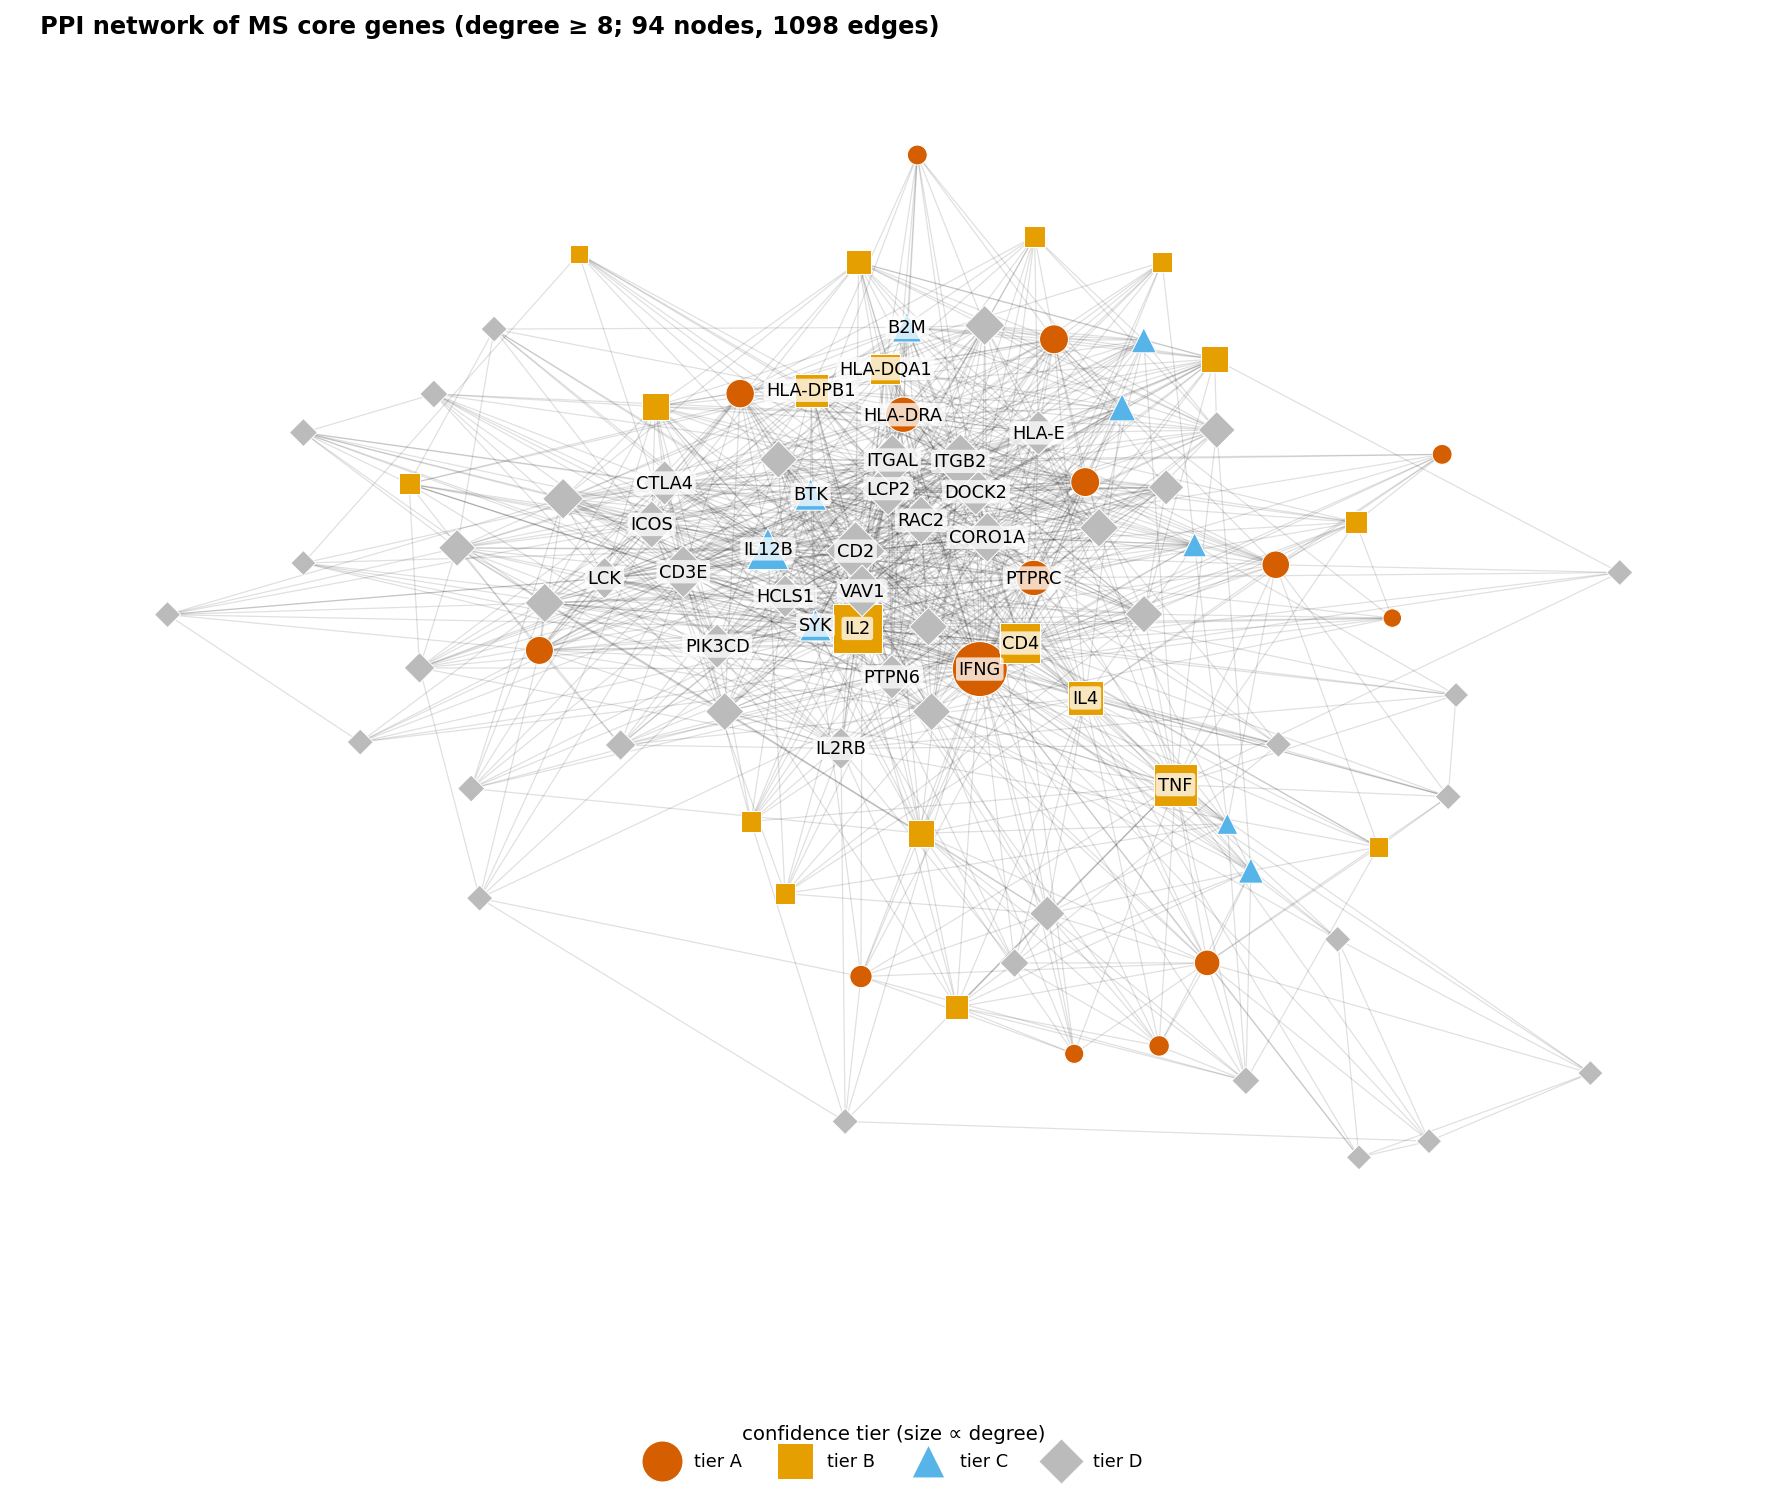 PPI network of MS core genes (degree ≥ 8; 94 nodes, 1098 edges)
B2M
HLA-DQA1
HLA-DPB1
HLA-DRA
HLA-E
ITGAL
ITGB2
CTLA4
LCP2
DOCK2
BTK
RAC2
ICOS
CORO1A
IL12B
CD2
CD3E
LCK
PTPRC
VAV1
HCLS1
SYK
IL2
CD4
PIK3CD
IFNG
PTPN6
IL4
IL2RB
TNF
confidence tier (size ∝ degree)
tier A
tier B
tier C
tier D